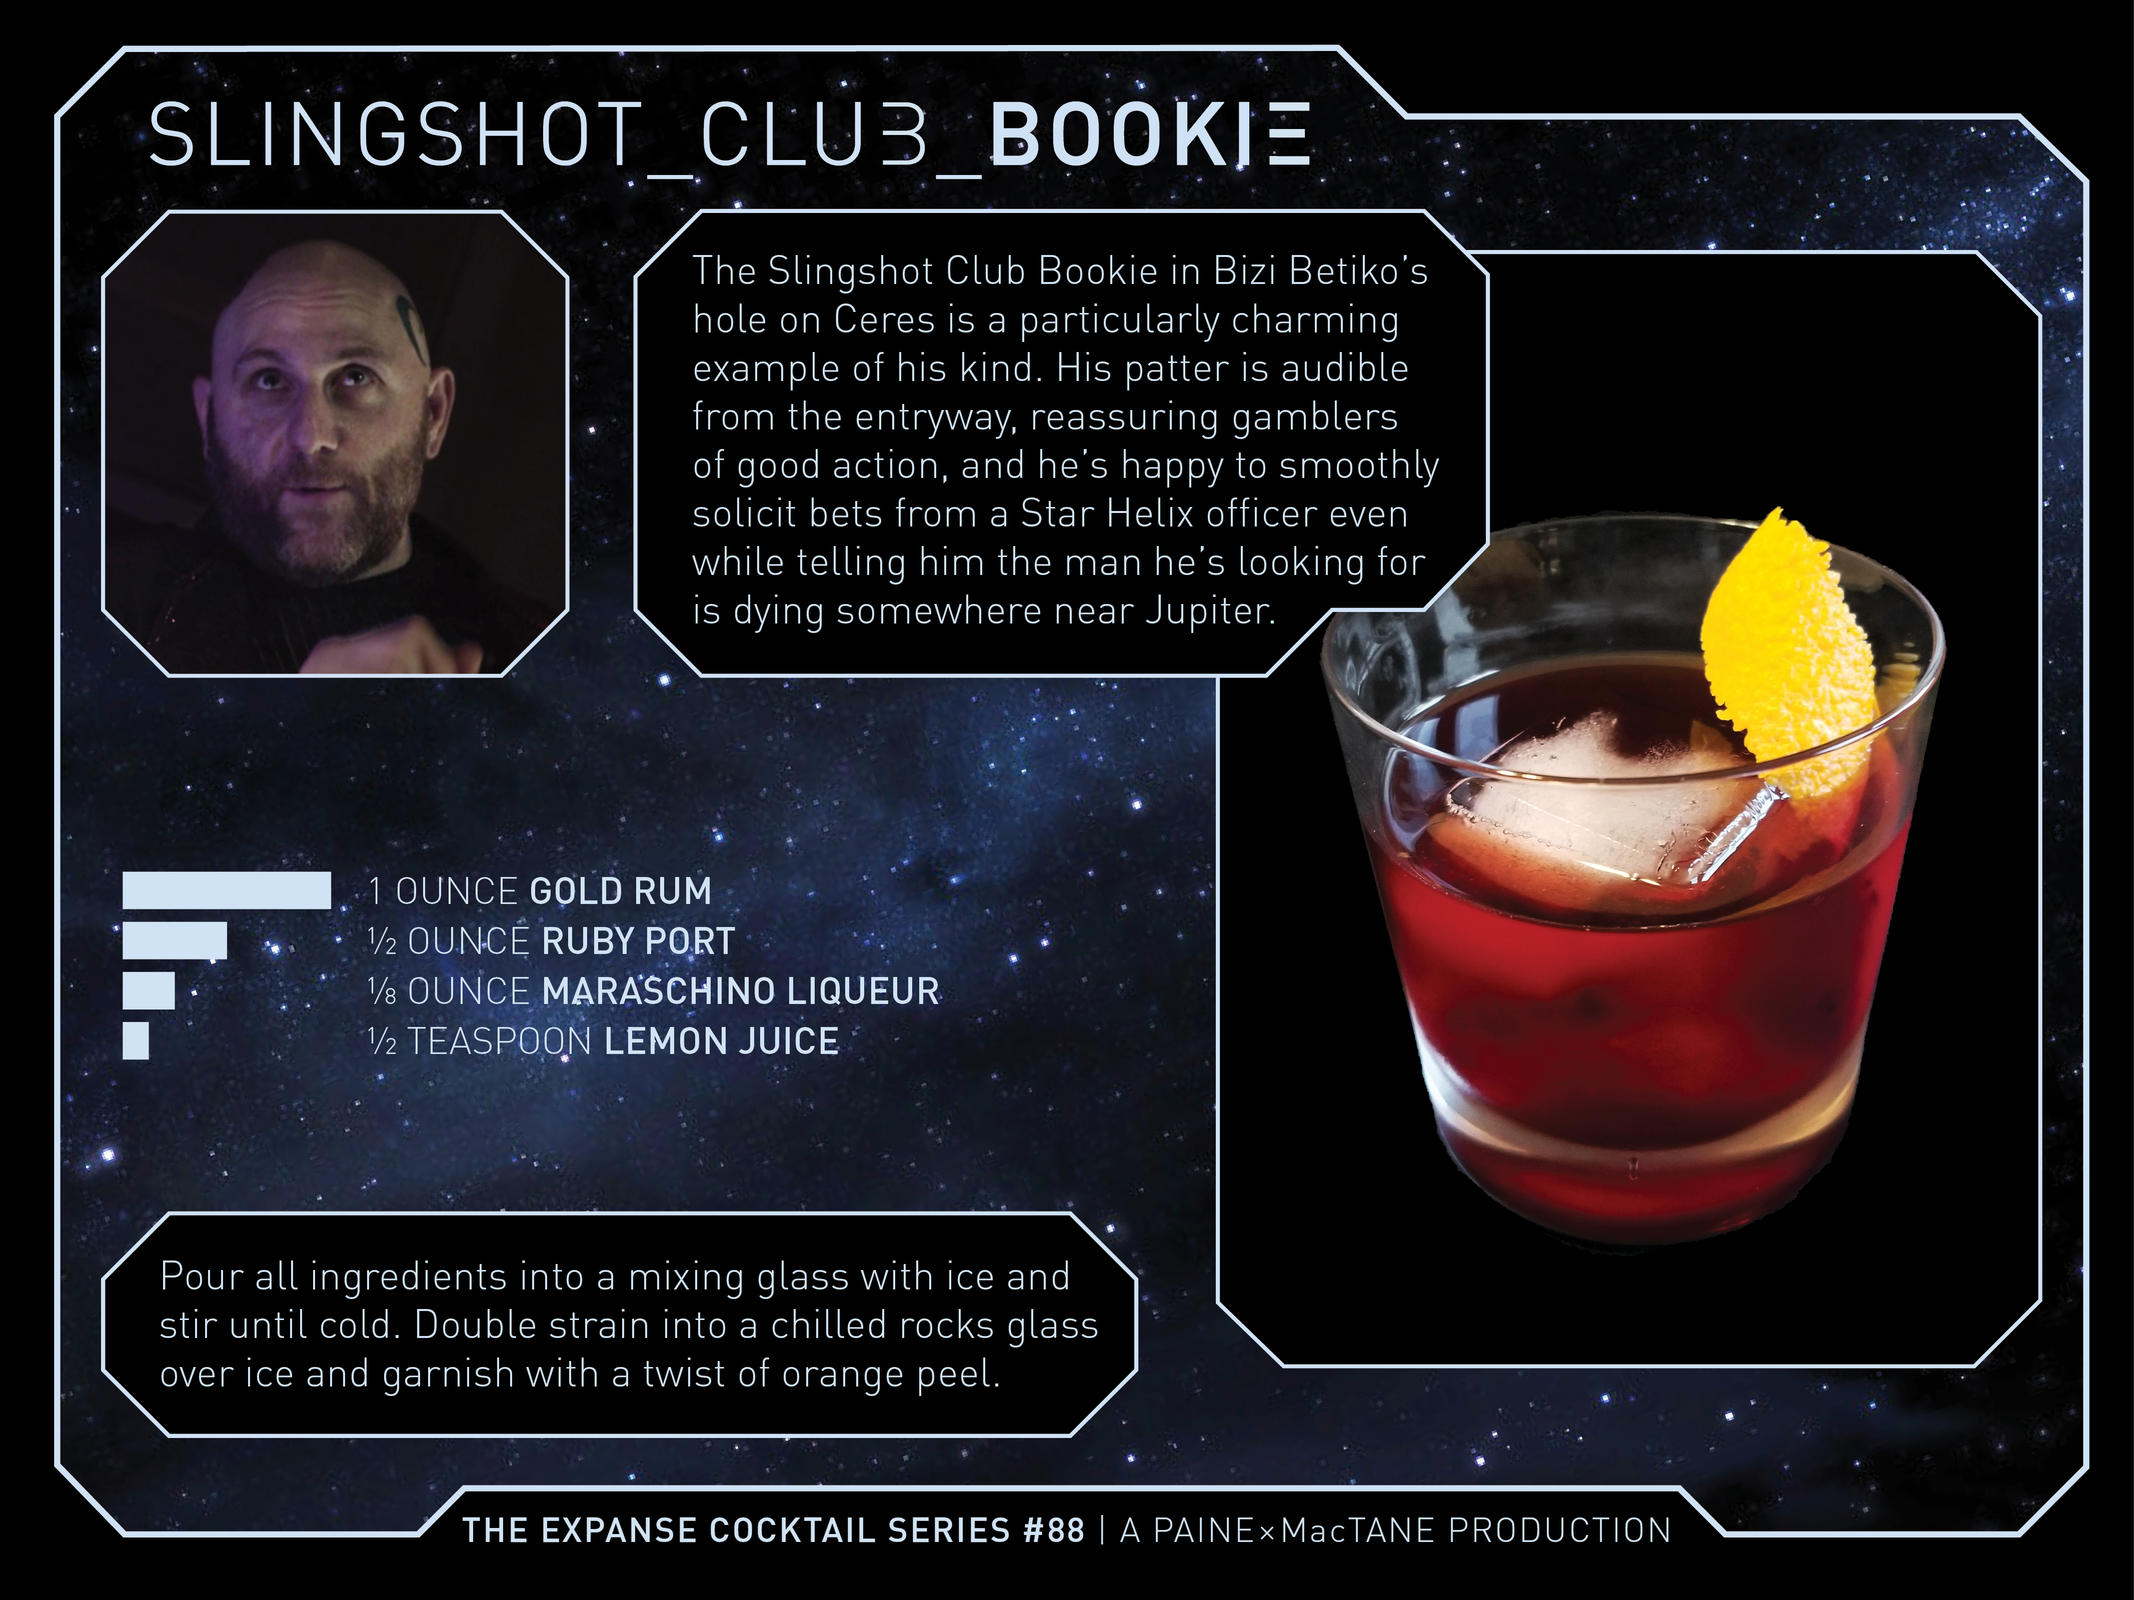 SLINGSHOT_CLUB_BOOKIE
The Slingshot Club Bookie in Bizi Betiko’s
hole on Ceres is a particularly charming
example of his kind. His patter is audible
from the entryway, reassuring gamblers
of good action, and he’s happy to smoothly
solicit bets from a Star Helix officer even
while telling him the man he’s looking for
is dying somewhere near Jupiter.
1 OUNCE GOLD RUM
½ OUNCE RUBY PORT
⅛ OUNCE MARASCHINO LIQUEUR
½ TEASPOON LEMON JUICE
Pour all ingredients into a mixing glass with ice and
stir until cold. Double strain into a chilled rocks glass
over ice and garnish with a twist of orange peel.
THE EXPANSE COCKTAIL SERIES #88 | A PAINE×MacTANE PRODUCTION